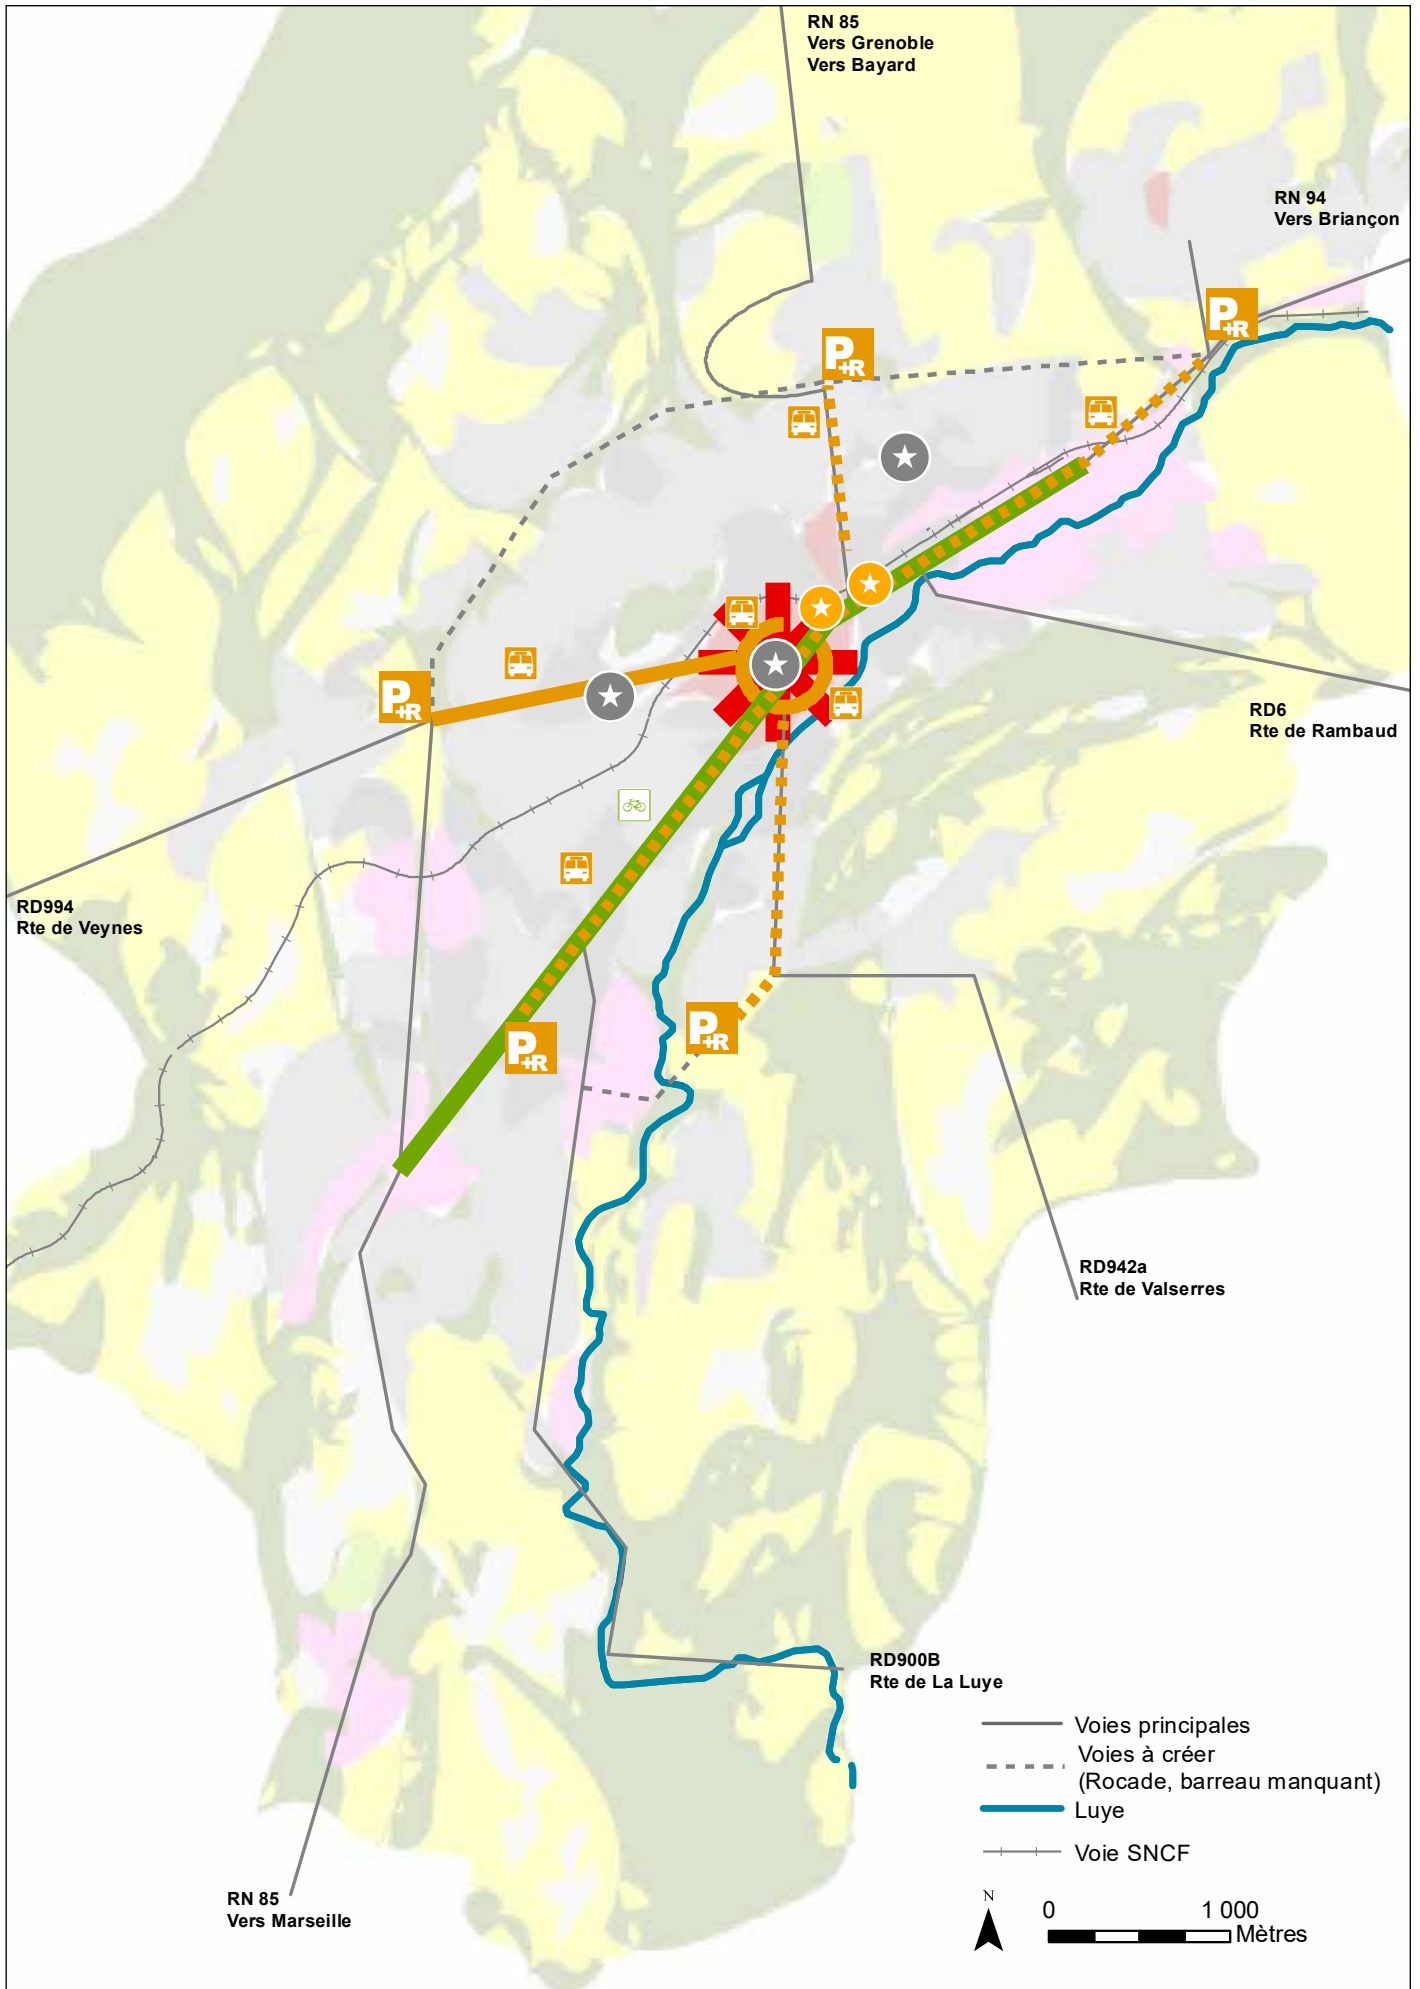 RN 85
Vers Grenoble
Vers Bayard
RN 94
Vers Briançon
P+R
P+R
P+R
RD6
Rte de Rambaud
RD994
Rte de Veynes
P+R
P+R
RD942a
Rte de Valserres
RD900B
Rte de La Luye
Voies principales
Voies à créer
(Rocade, barreau manquant)
Luye
Voie SNCF
RN 85
Vers Marseille
N
0 1 000
Mètres